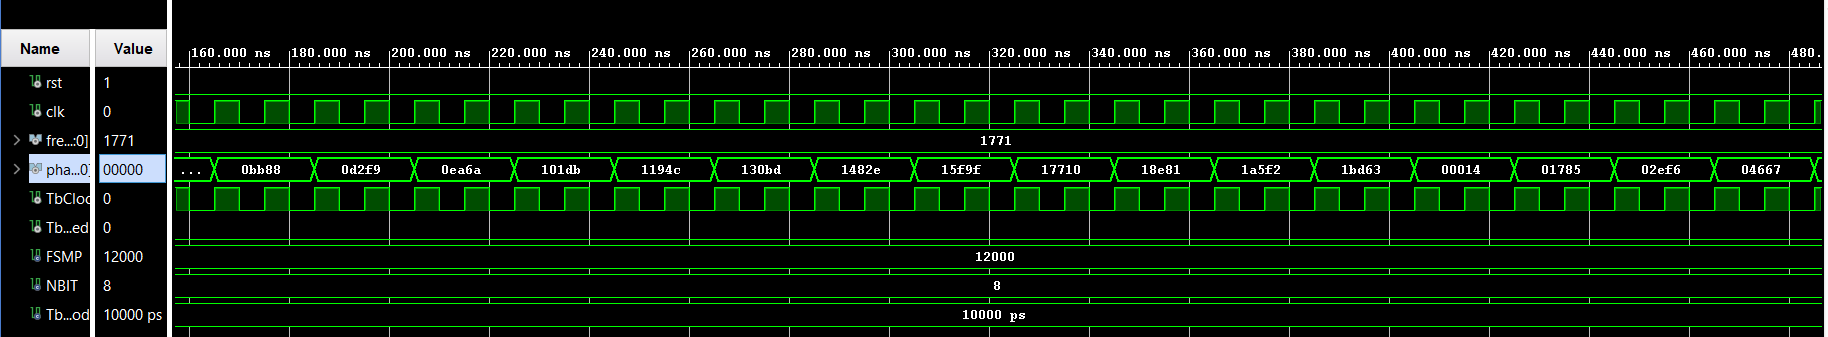 Name Value
160.000 ns 180.000 ns 200.000 ns 220.000 ns 240.000 ns 260.000 ns 280.000 ns 300.000 ns 320.000 ns 340.000 ns 360.000 ns 380.000 ns 400.000 ns 420.000 ns 440.000 ns 460.000 ns 480.
rst 1
clk 0
fre...:0] 1771 1771
pha...0] 00000 ... 0bb88 0d2f9 0ea6a 101db 1194c 130bd 1482e 15f9f 17710 18e81 1a5f2 1bd63 00014 01785 02ef6 04667
TbCloc 0
Tb...ed 0
FSMP 12000 12000
NBIT 8 8
Tb...od 10000 ps 10000 ps